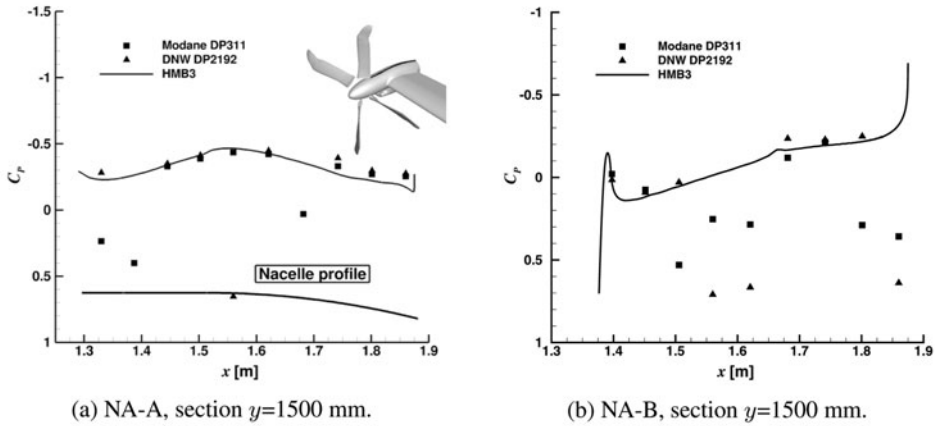 -1.5
-1
-0.5
0
0.5
1
C_P
Modane DP311
DNW DP2192
HMB3
Nacelle profile
1.3 1.4 1.5 1.6 1.7 1.8 1.9
x [m]
(a) NA-A, section y=1500 mm.
-1
-0.5
0
0.5
1
C_P
Modane DP311
DNW DP2192
HMB3
1.3 1.4 1.5 1.6 1.7 1.8 1.9
x [m]
(b) NA-B, section y=1500 mm.